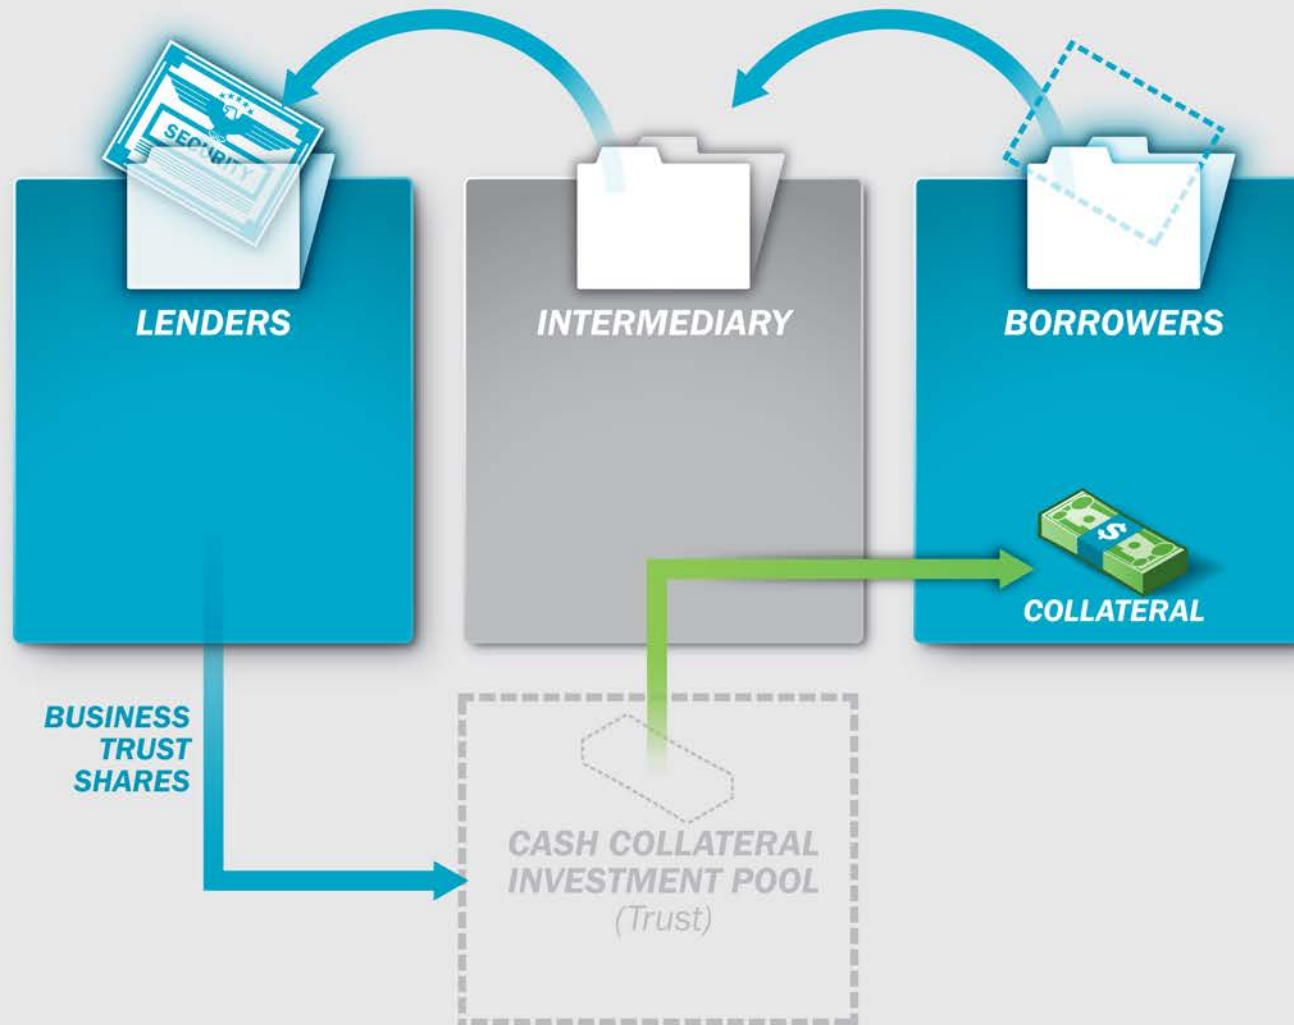 SECURITY
LENDERS
INTERMEDIARY
BORROWERS
$
COLLATERAL
BUSINESS
TRUST
SHARES
CASH COLLATERAL
INVESTMENT POOL
(Trust)